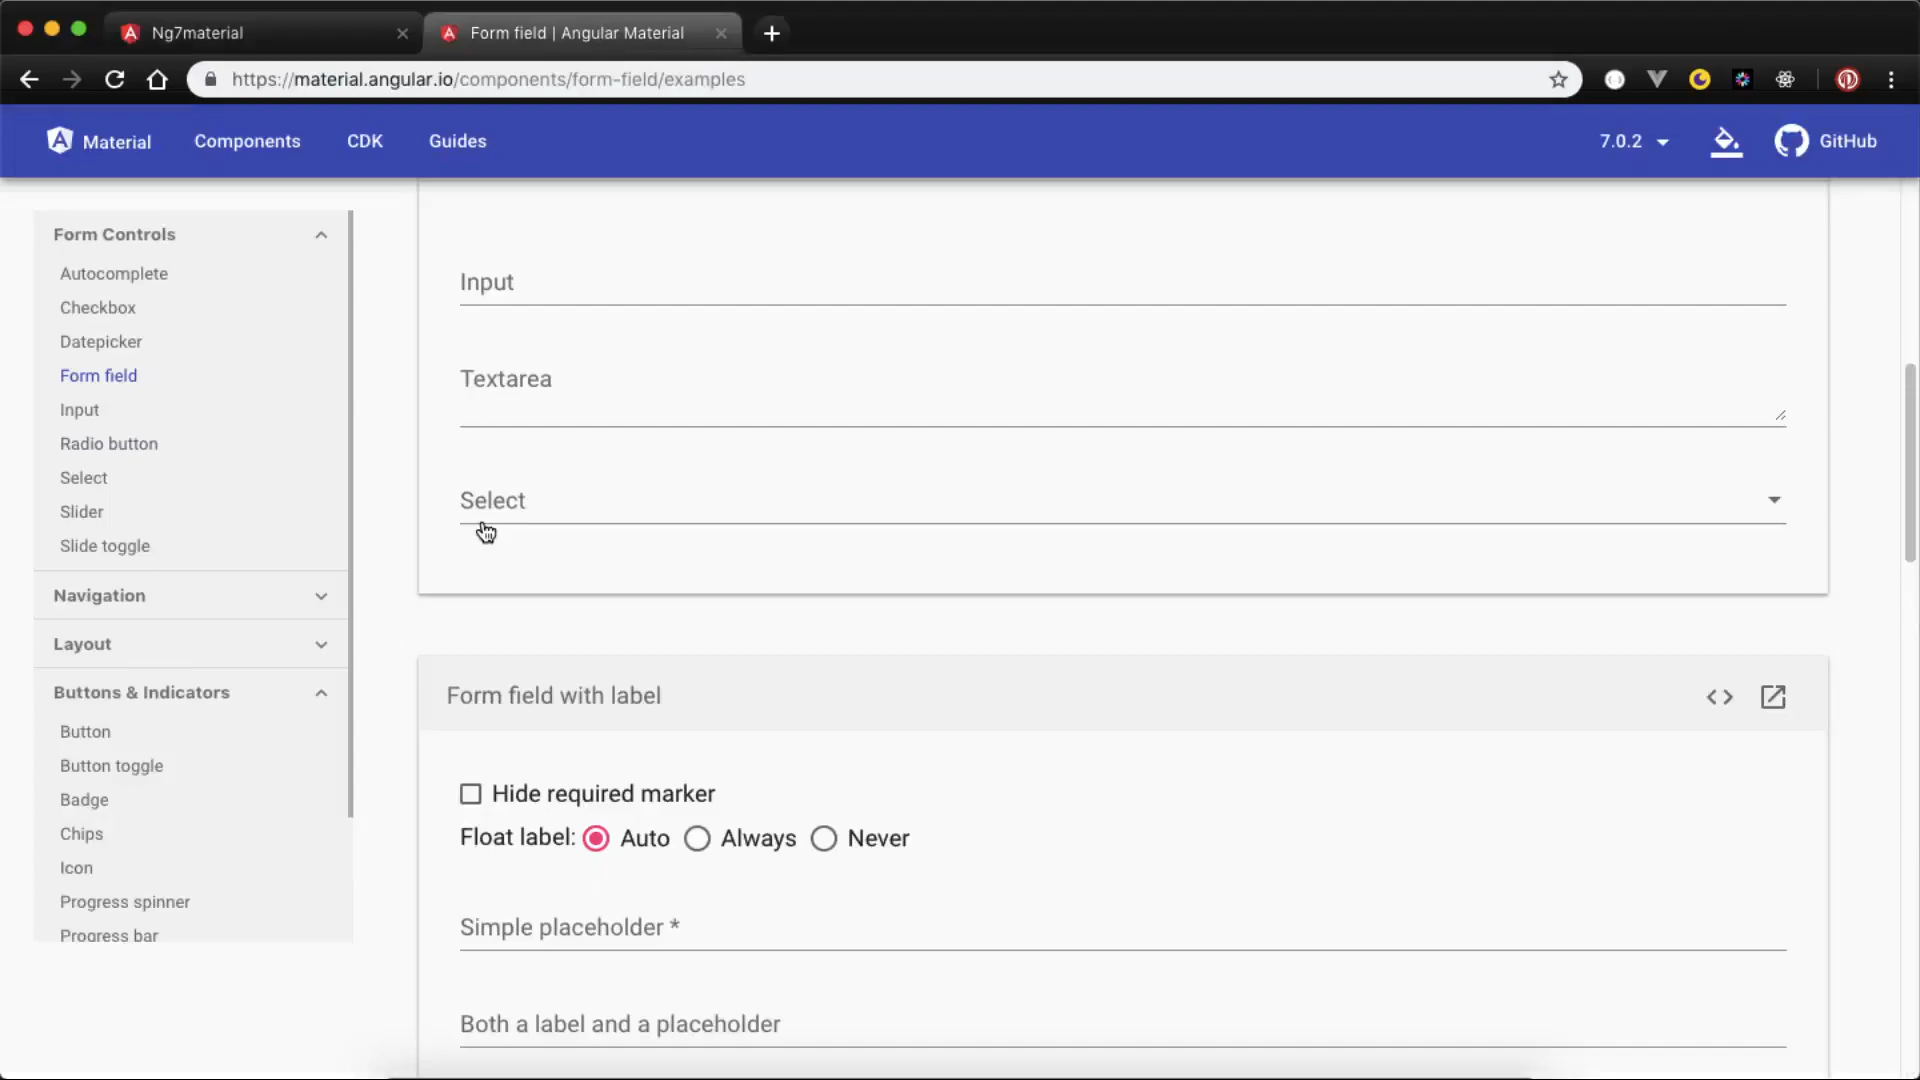 Ng7material
Form field | Angular Material
https://material.angular.io/components/form-field/examples
Material
Components
CDK
Guides
7.0.2
GitHub
Form Controls
Autocomplete
Checkbox
Datepicker
Form field
Input
Radio button
Select
Slider
Slide toggle
Navigation
Layout
Buttons & Indicators
Button
Button toggle
Badge
Chips
Icon
Progress spinner
Progress bar
Input
Textarea
Select
Form field with label
Hide required marker
Float label: Auto Always Never
Simple placeholder *
Both a label and a placeholder